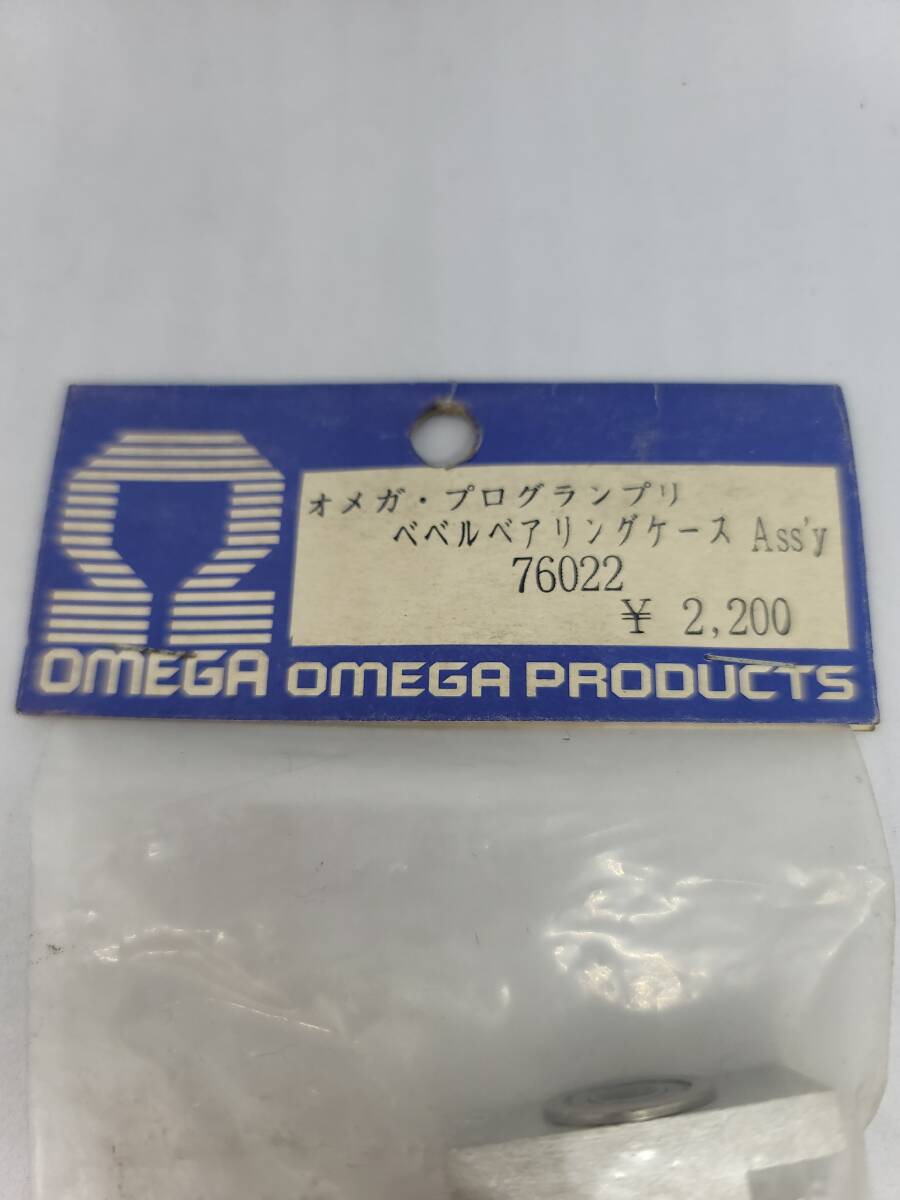 オメガ・プログランプリ
ベベルベアリングケース Ass'y
76022
¥ 2,200
OMEGA OMEGA PRODUCTS